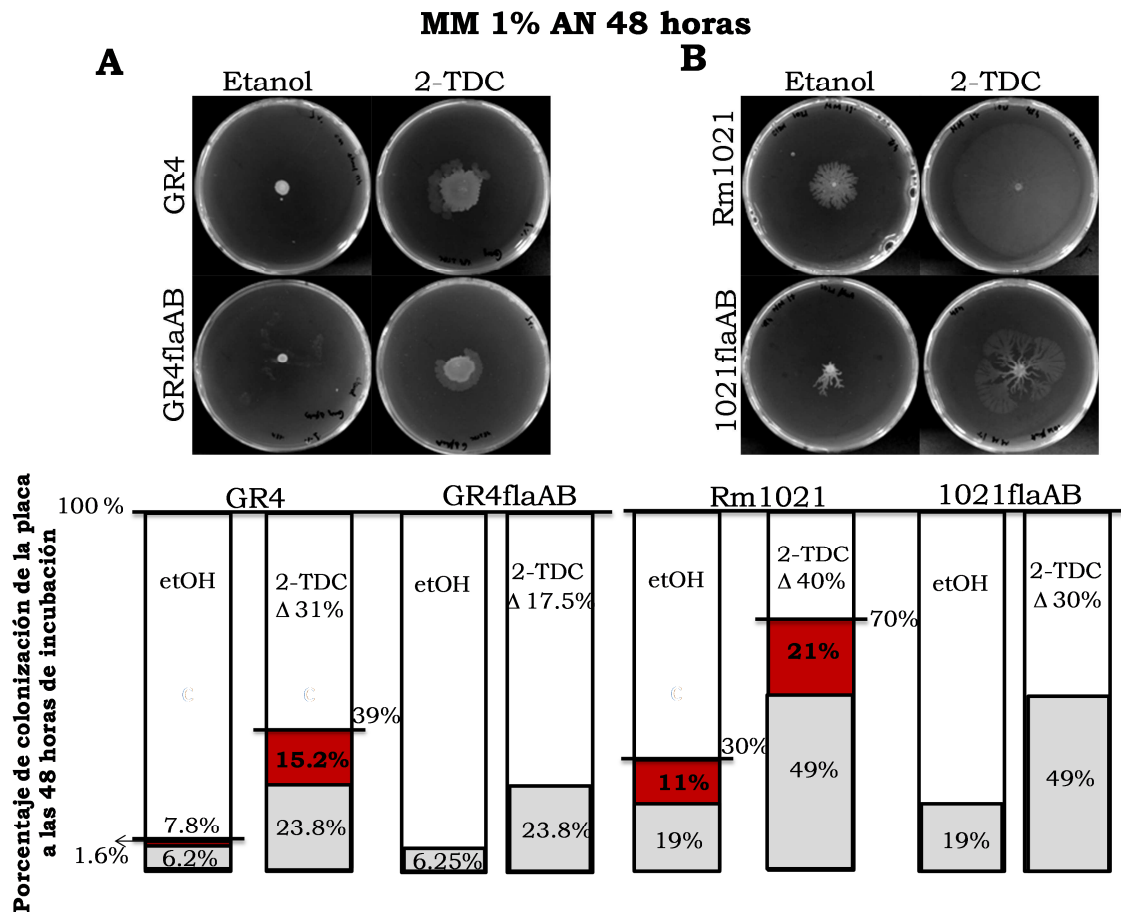 MM 1% AN 48 horas
A
B
Etanol
2-TDC
Etanol
2-TDC
GR4
Rm1021
GR4flaAB
1021flaAB
Porcentaje de colonización de la placa
a las 48 horas de incubación
GR4
GR4flaAB
Rm1021
1021flaAB
100 %
etOH
2-TDC
Δ 31%
etOH
2-TDC
Δ 17.5%
etOH
2-TDC
Δ 40%
etOH
2-TDC
Δ 30%
70%
21%
C
C
C
39%
30%
15.2%
11%
49%
49%
7.8%
23.8%
23.8%
19%
19%
1.6%
6.2%
6.25%